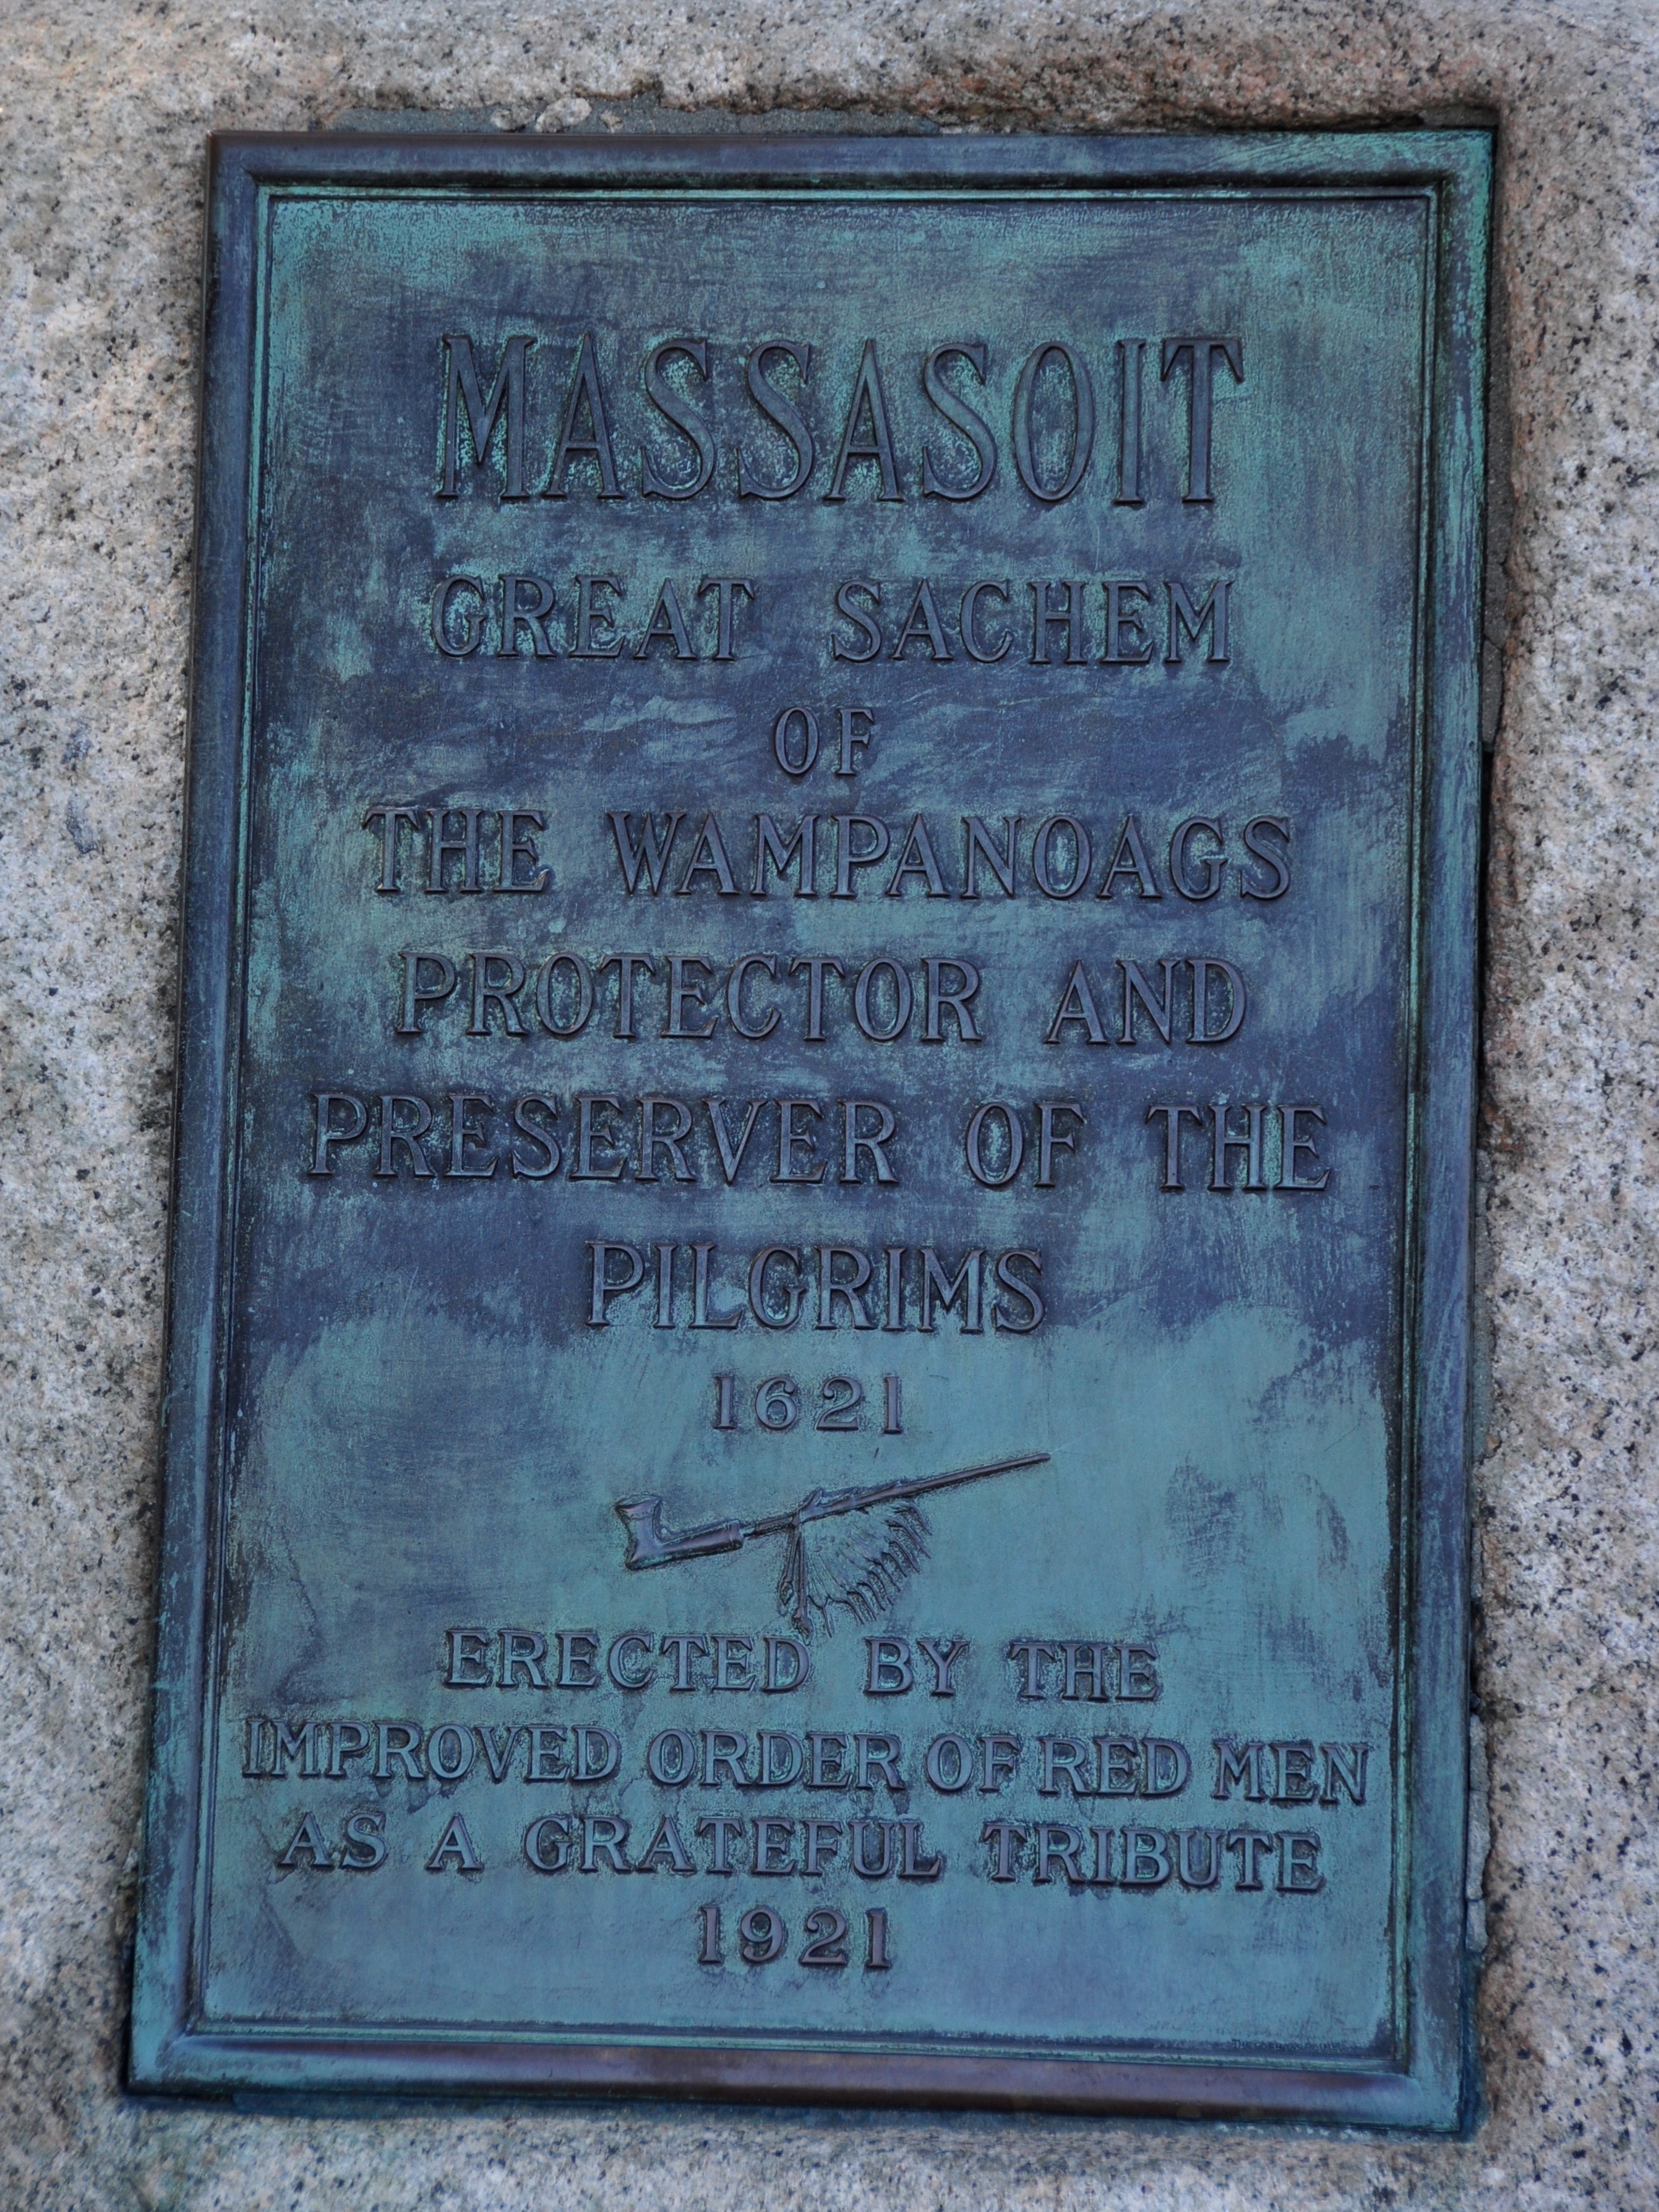 MASSASOIT
GREAT SACHEM
OF
THE WAMPANOAGS
PROTECTOR AND
PRESERVER OF THE
PILGRIMS
1621
ERECTED BY THE
IMPROVED ORDER OF RED MEN
AS A GRATEFUL TRIBUTE
1921